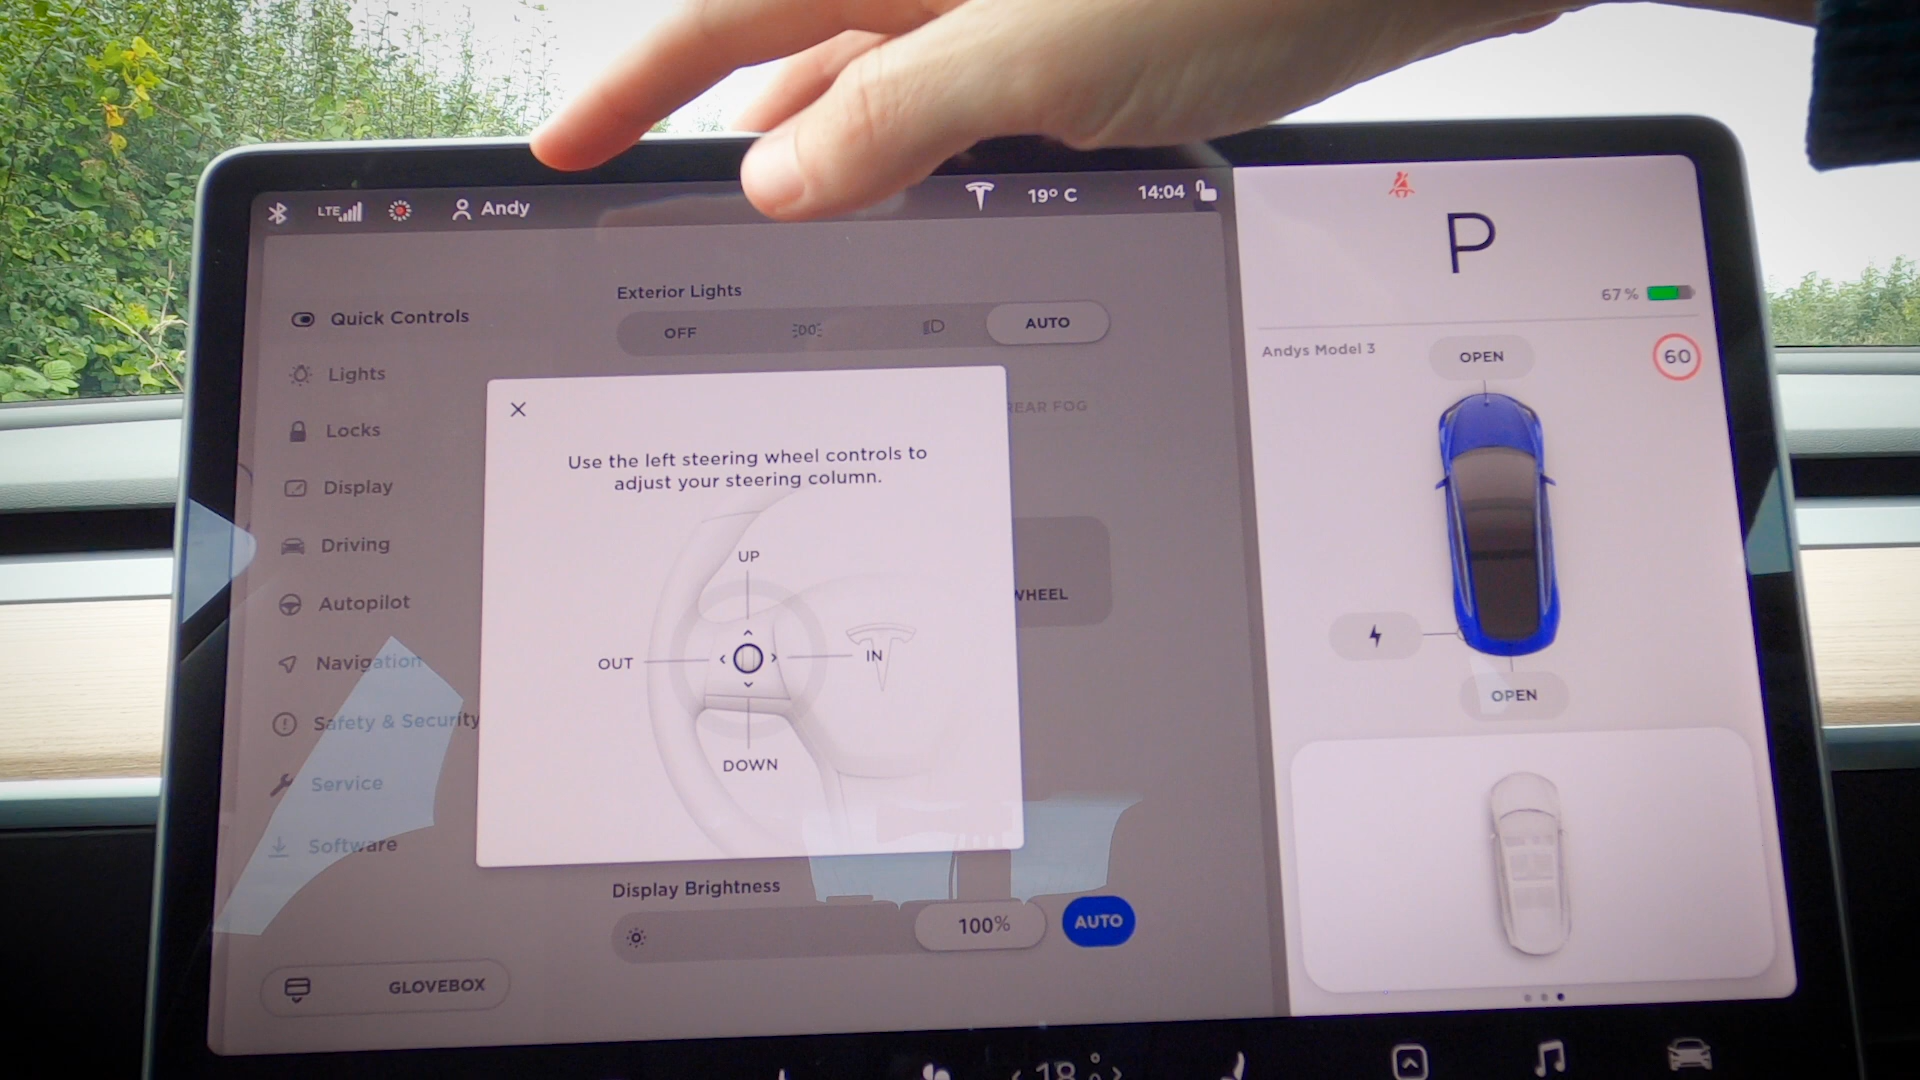 LTE
Andy
19° C
14:04
Quick Controls
Lights
Locks
Display
Driving
Autopilot
Navigation
Safety & Security
Service
Software
GLOVEBOX
Exterior Lights
OFF
AUTO
REAR FOG
WHEEL
Use the left steering wheel controls to
adjust your steering column.
UP
OUT
IN
DOWN
Display Brightness
100%
AUTO
P
67%
Andys Model 3
OPEN
60
OPEN
18